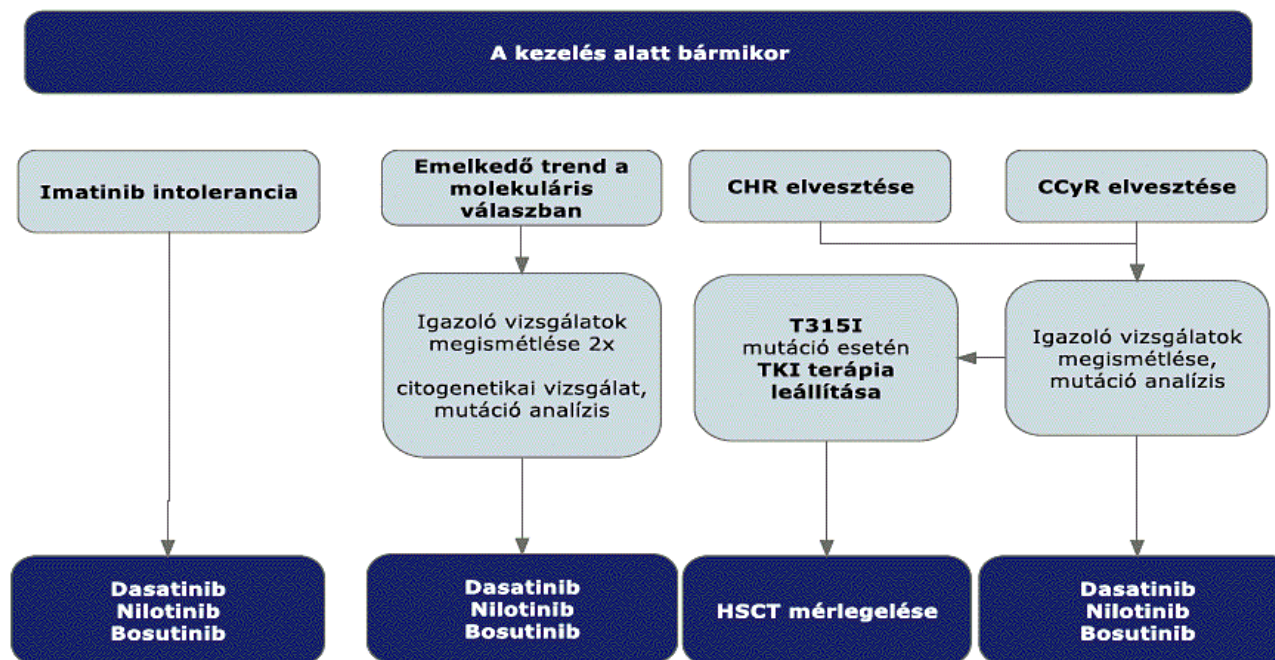 A kezelés alatt bármikor
Imatinib intolerancia
Emelkedő trend a
molekuláris
válaszban
CHR elvesztése
CCyR elvesztése
Igazoló vizsgálatok
megismétlése 2x
citogenetikai vizsgálat,
mutáció analízis
T315I
mutáció esetén
TKI terápia
leállítása
Igazoló vizsgálatok
megismétlése,
mutáció analízis
Dasatinib
Nilotinib
Bosutinib
Dasatinib
Nilotinib
Bosutinib
HSCT mérlegelése
Dasatinib
Nilotinib
Bosutinib